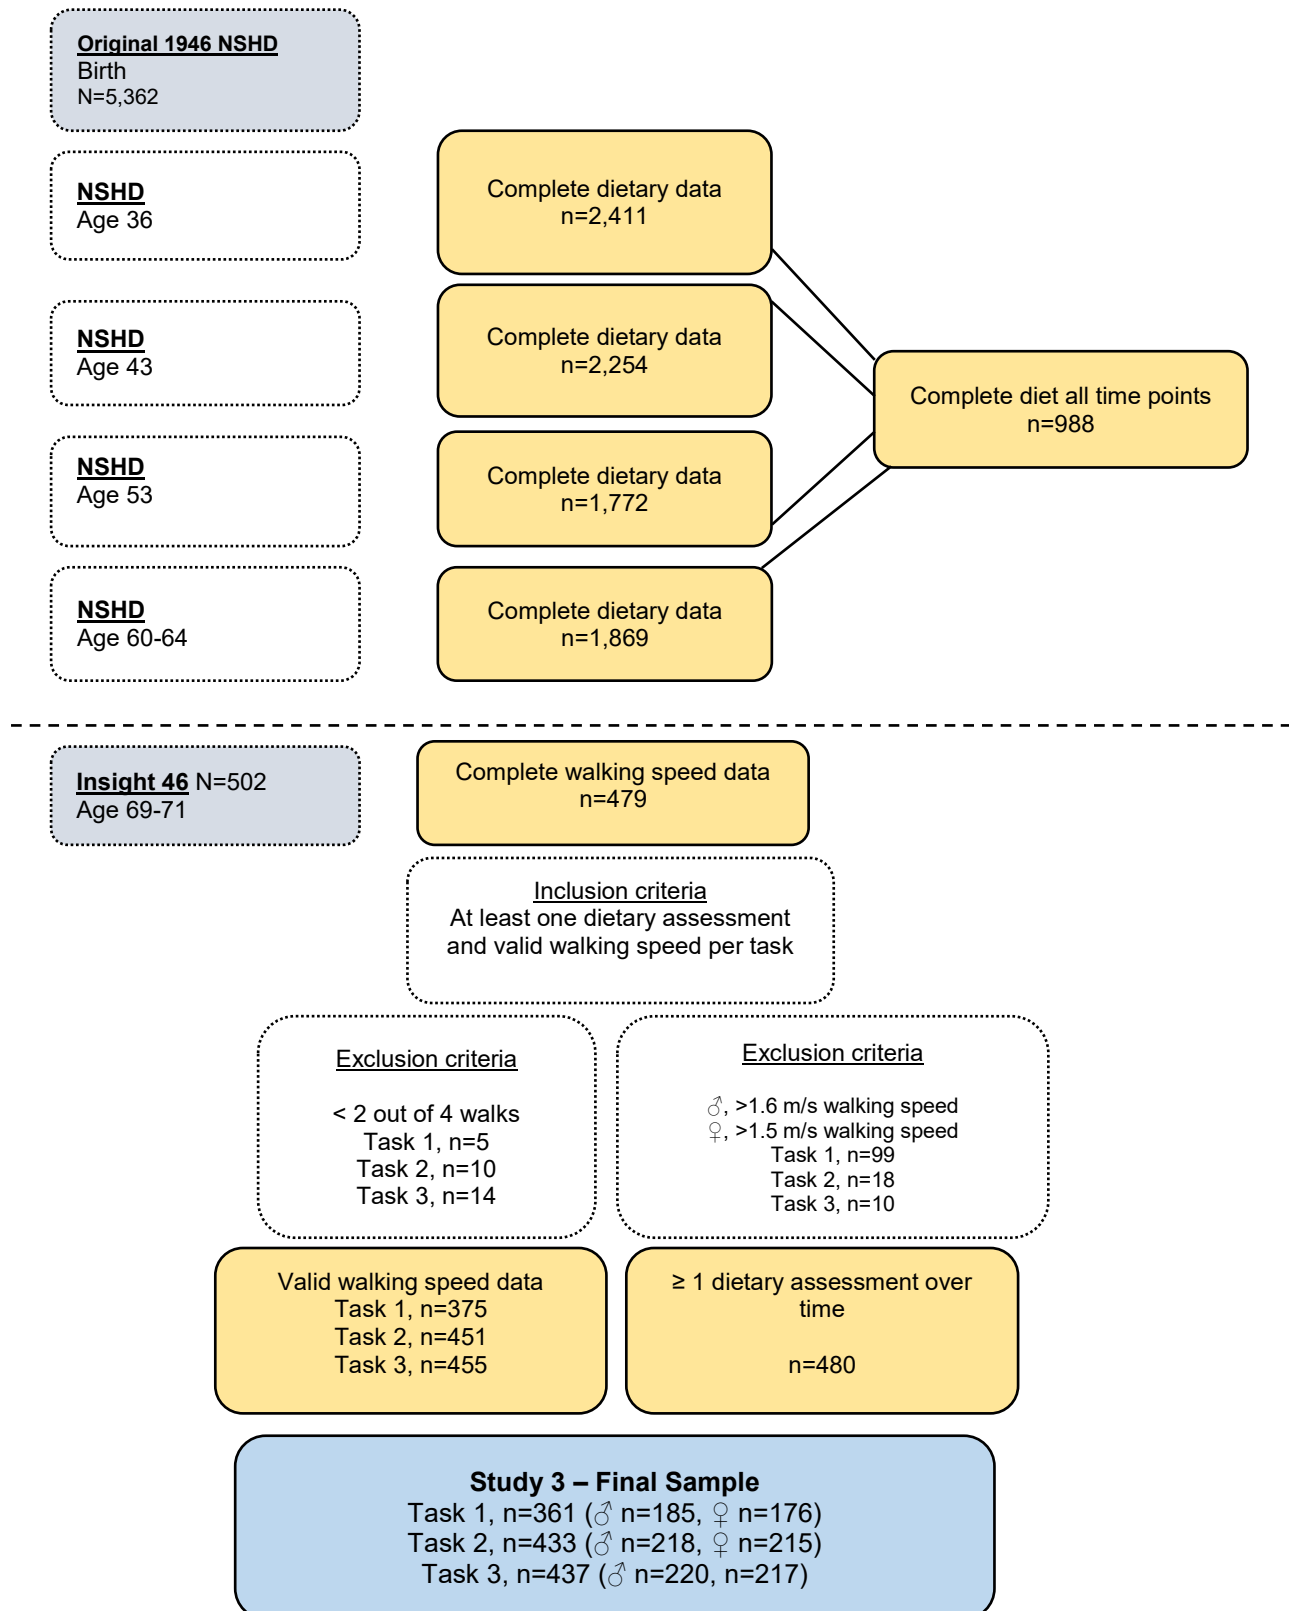 Original 1946 NSHD
Birth
N=5,362
NSHD
Age 36
Complete dietary data
n=2,411
NSHD
Age 43
Complete dietary data
n=2,254
Complete diet all time points
n=988
NSHD
Age 53
Complete dietary data
n=1,772
NSHD
Age 60-64
Complete dietary data
n=1,869
Insight 46 N=502
Age 69-71
Complete walking speed data
n=479
Inclusion criteria
At least one dietary assessment
and valid walking speed per task
Exclusion criteria
< 2 out of 4 walks
Task 1, n=5
Task 2, n=10
Task 3, n=14
Exclusion criteria
♂, >1.6 m/s walking speed
♀, >1.5 m/s walking speed
Task 1, n=99
Task 2, n=18
Task 3, n=10
Valid walking speed data
Task 1, n=375
Task 2, n=451
Task 3, n=455
≥ 1 dietary assessment over
time
n=480
Study 3 – Final Sample
Task 1, n=361 (♂ n=185, ♀ n=176)
Task 2, n=433 (♂ n=218, ♀ n=215)
Task 3, n=437 (♂ n=220, n=217)